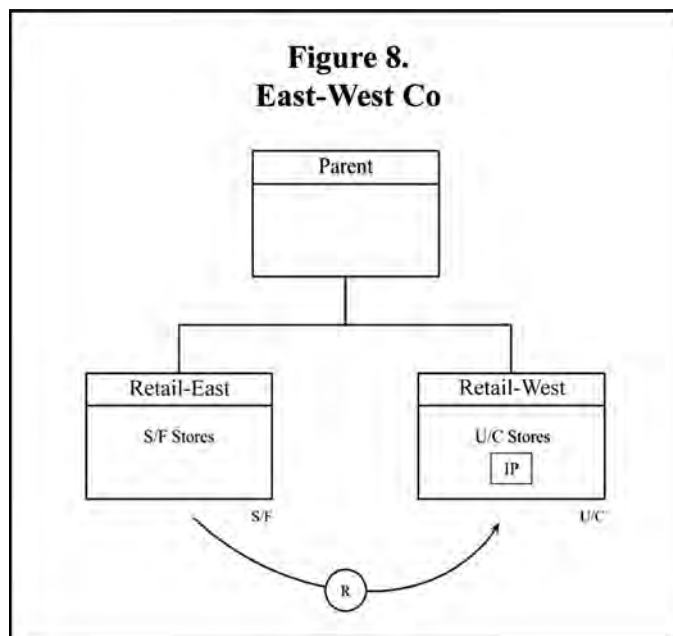 Figure 8.
East-West Co
Parent
Retail-East
Retail-West
S/F Stores
U/C Stores
IP
S/F
U/C
R